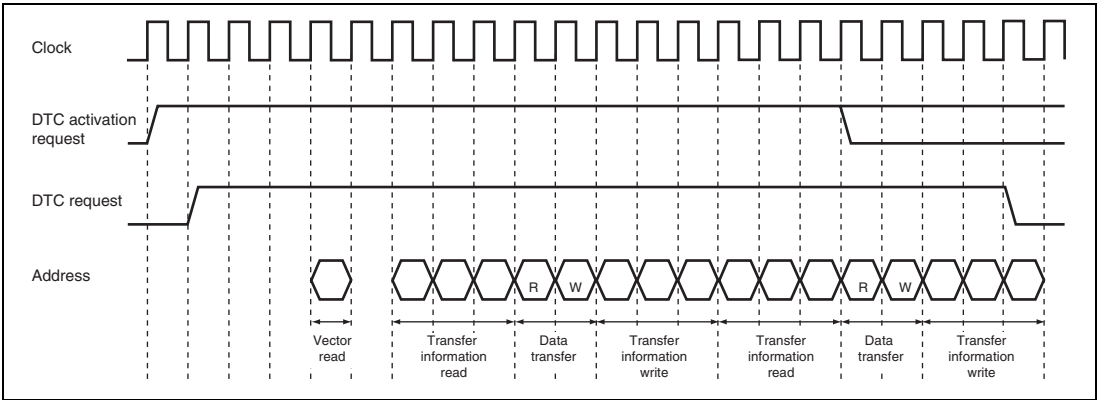 Clock
DTC activation
request
DTC request
Address
R
W
R
W
Vector
read
Transfer
information
read
Data
transfer
Transfer
information
write
Transfer
information
read
Data
transfer
Transfer
information
write